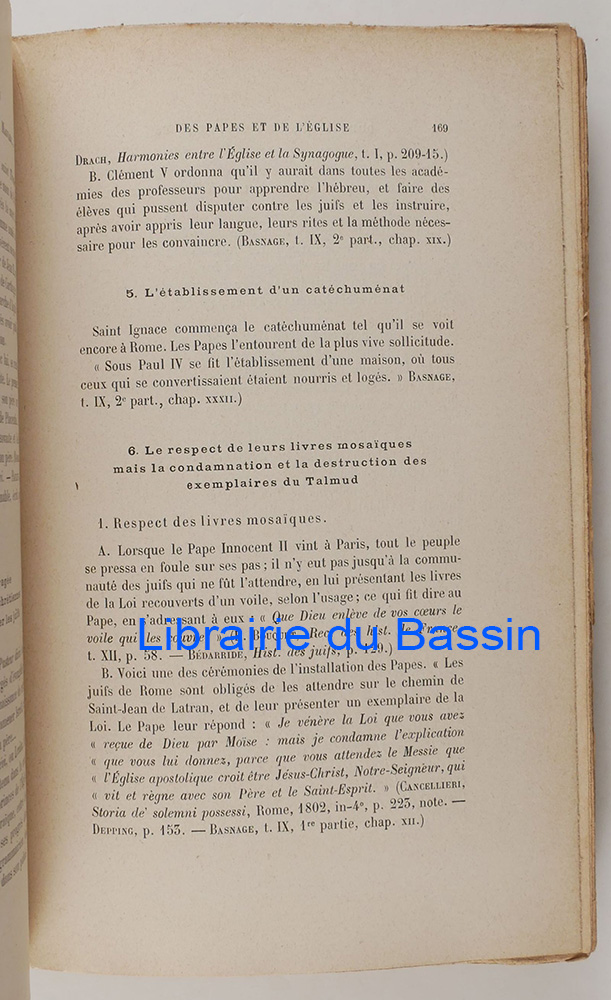 DES PAPES ET DE L'ÉGLISE 169
DRACH, Harmonies entre l'Église et la Synagogue, t. I, p. 209-15.)
B. Clément V ordonna qu'il y aurait dans toutes les acadé-
mies des professeurs pour apprendre l'hébreu, et faire des
élèves qui pussent disputer contre les juifs et les instruire,
après avoir appris leur langue, leurs rites et la méthode néces-
saire pour les convaincre. (BASNAGE, t. IX, 2e part., chap. XIX.)
5. L'établissement d'un catéchuménat
Saint Ignace commença le catéchuménat tel qu'il se voit
encore à Rome. Les Papes l'entourent de la plus vive sollicitude.
« Sous Paul IV se fit l'établissement d'une maison, où tous
ceux qui se convertissaient étaient nourris et logés. » BASNAGE,
t. IX, 2e part., chap. XXXII.)
6. Le respect de leurs livres mosaïques
mais la condamnation et la destruction des
exemplaires du Talmud
1. Respect des livres mosaïques.
A. Lorsque le Pape Innocent II vint à Paris, tout le peuple
se pressa en foule sur ses pas ; il n'y eut pas jusqu'à la commu-
nauté des juifs qui ne fût l'attendre, en lui présentant les livres
de la Loi recouverts d'un voile, selon l'usage ; ce qui fit dire au
Pape, en s'adressant à eux : « Que Dieu enlève de vos cœurs le
voile qui les couvre
Librairie du Bassin
t. XII, p. 58. — BÉDARRIDE, Hist. des juifs, p. 129.)
B. Voici une des cérémonies de l'installation des Papes. « Les
juifs de Rome sont obligés de les attendre sur le chemin de
Saint-Jean de Latran, et de leur présenter un exemplaire de la
Loi. Le Pape leur répond : « Je vénère la Loi que vous avez
« reçue de Dieu par Moïse : mais je condamne l'explication
« que vous lui donnez, parce que vous attendez le Messie que
« l'Église apostolique croit être Jésus-Christ, Notre-Seigneur, qui
« vit et règne avec son Père et le Saint-Esprit. » (CANCELLIERI,
Storia de' solemni possessi, Rome, 1802, in-4°, p. 223, note. —
DEPPING, p. 153. — BASNAGE, t. IX, 1re partie, chap. XII.)